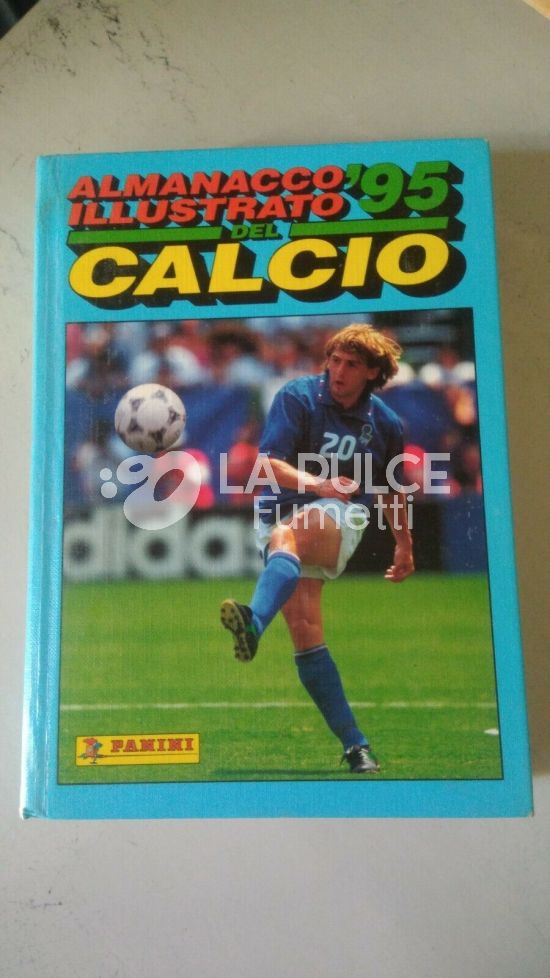 ALMANACCO '95
ILLUSTRATO
DEL
CALCIO
20
LA PULCE
Fumetti
adidas
PANINI